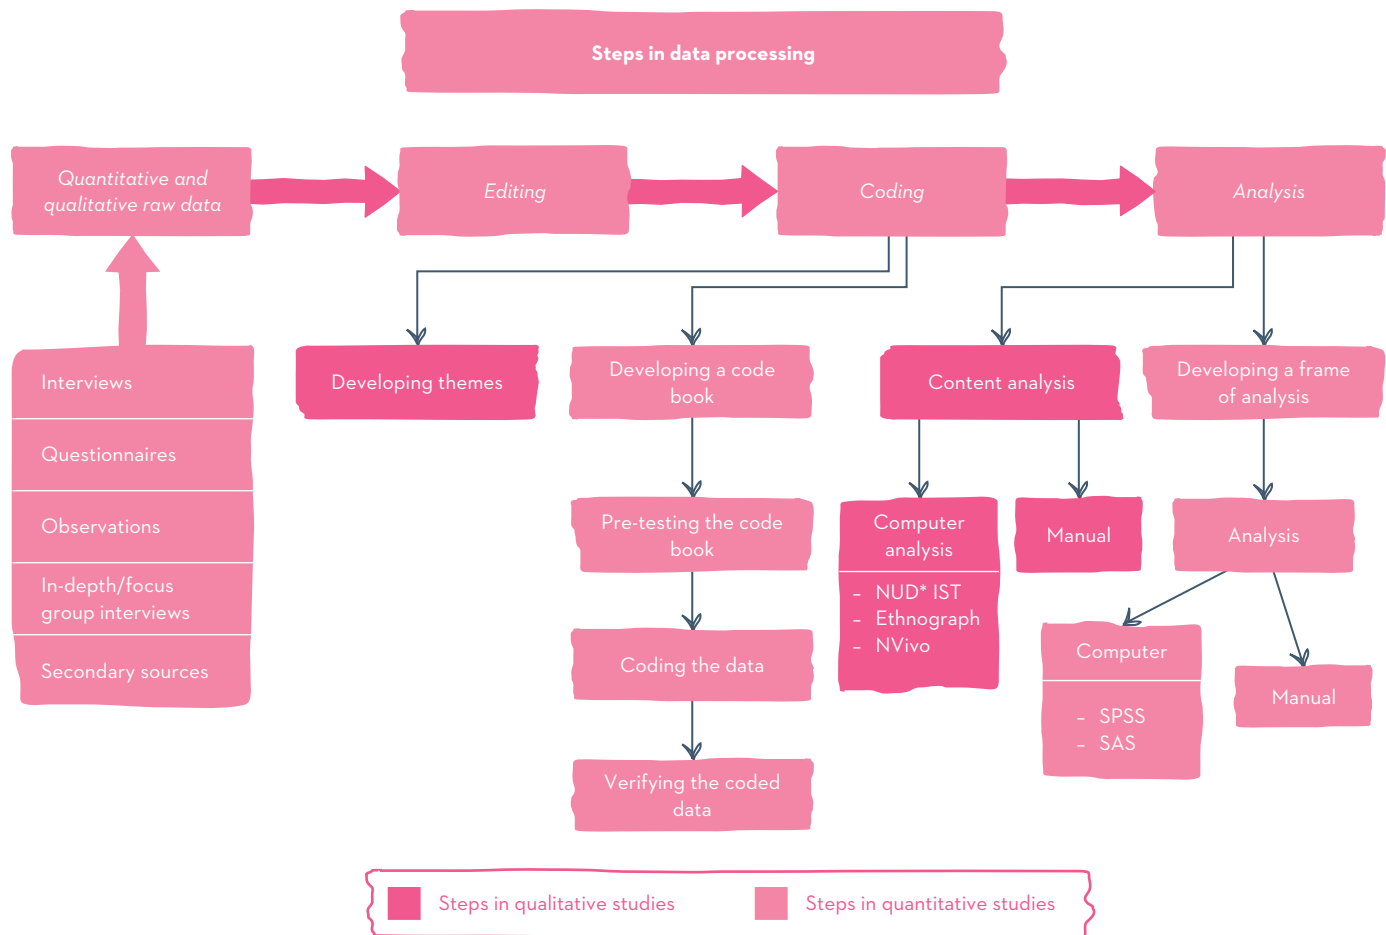 Steps in data processing
Quantitative and
qualitative raw data
Editing
Coding
Analysis
Interviews
Questionnaires
Observations
In-depth/focus
group interviews
Secondary sources
Developing themes
Developing a code
book
Pre-testing the code
book
Coding the data
Verifying the coded
data
Content analysis
Computer
analysis
– NUD* IST
– Ethnograph
– NVivo
Manual
Developing a frame
of analysis
Analysis
Computer
– SPSS
– SAS
Manual
Steps in qualitative studies
Steps in quantitative studies